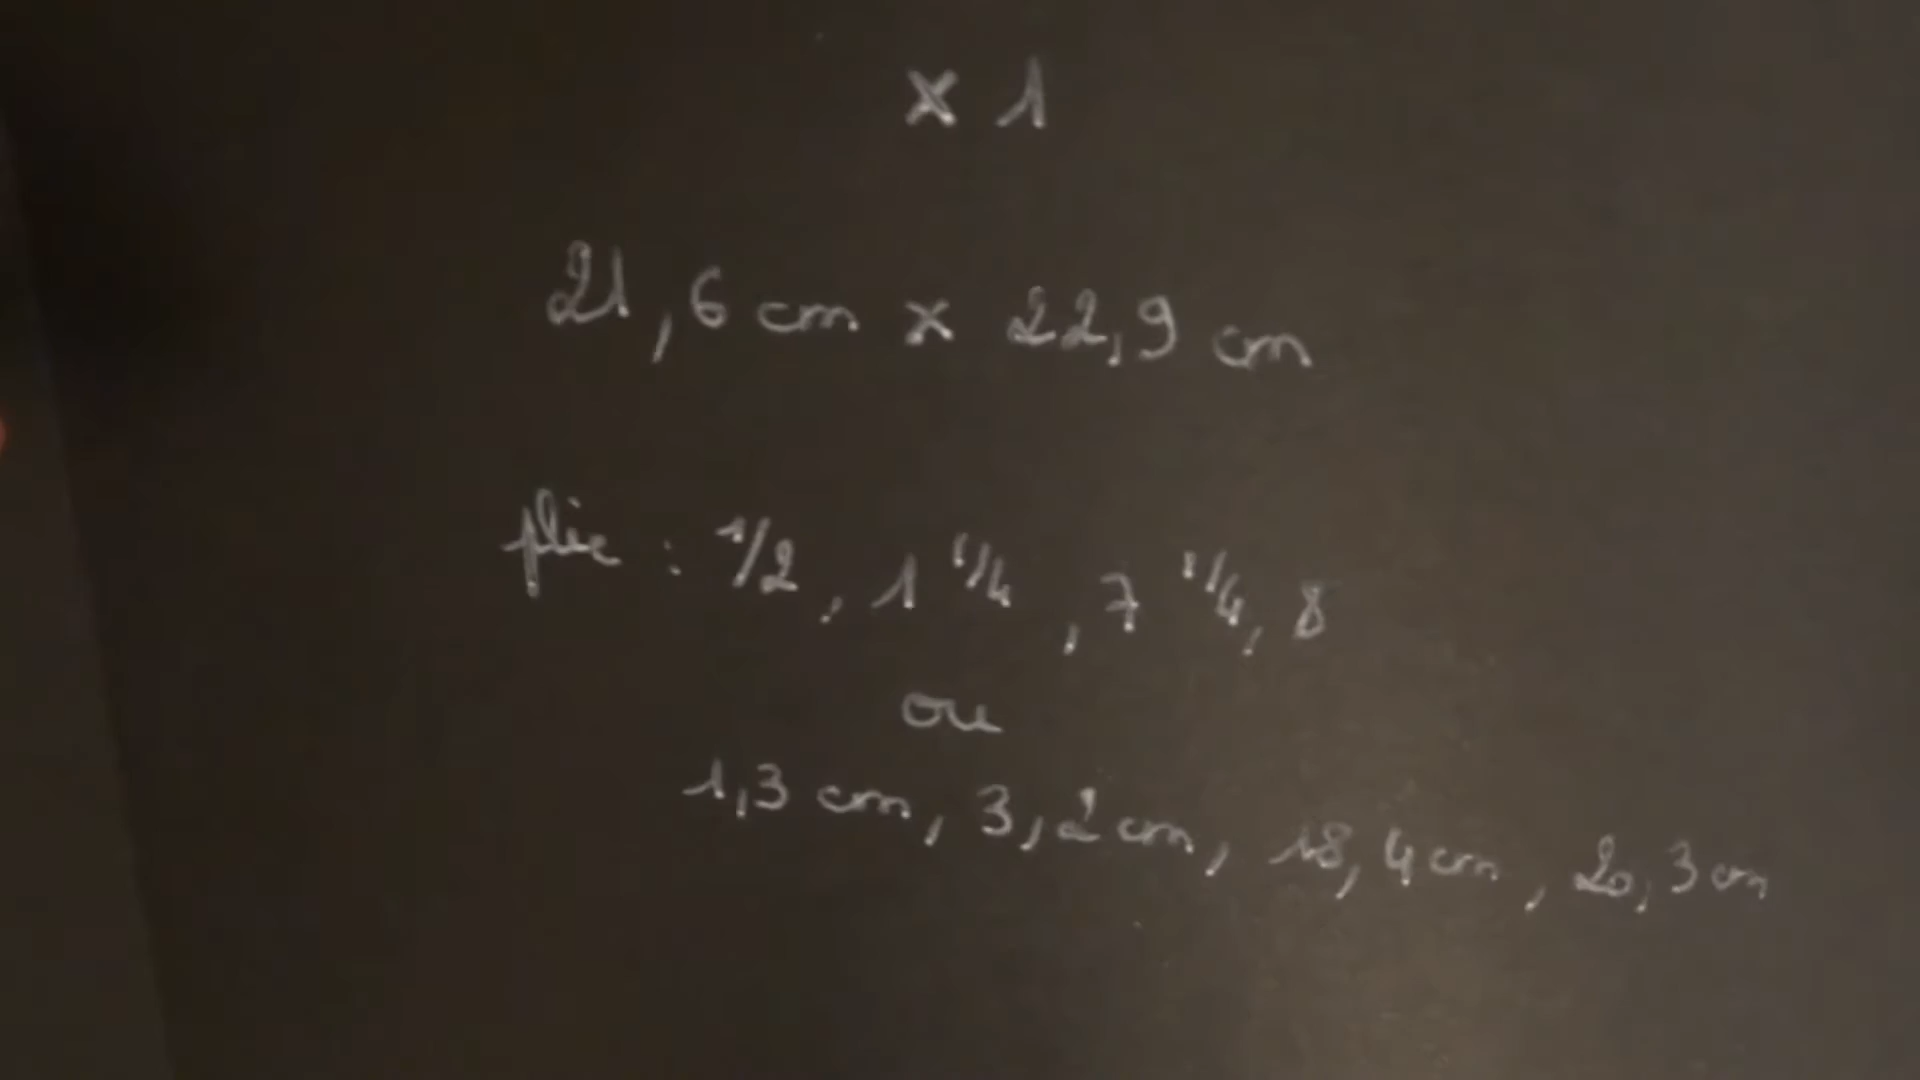 x 1
21,6 cm x 22,9 cm
plie : 1/2, 1 1/4, 7 1/4, 8
ou
1,3 cm, 3,2 cm, 18,4 cm, 20,3 cm